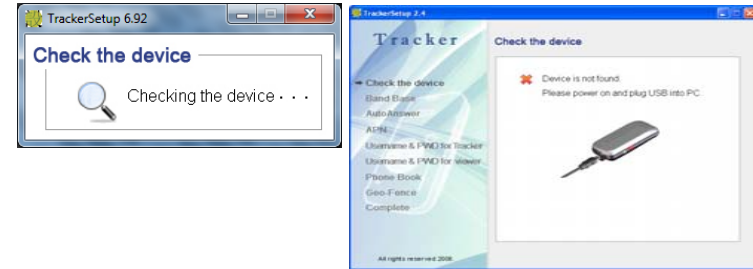 TrackerSetup 6.92
Check the device
Checking the device · · ·
TrackerSetup 2.4
Tracker
Check the device
Band Base
AutoAnswer
APN
Username & PWD for Tracker
Username & PWD for viewer
Phone Book
Geo-Fence
Complete
All rights reserved 2008
Check the device
Device is not found.
Please power on and plug USB into PC.